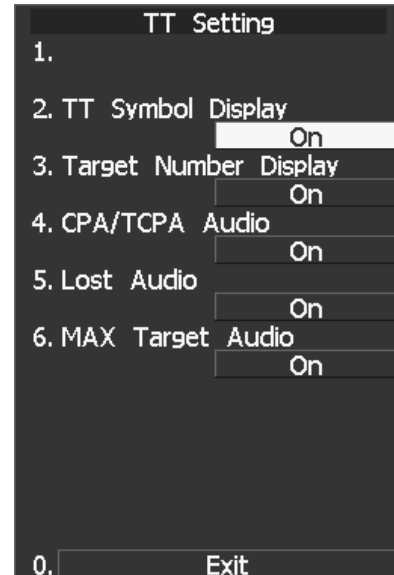 TT Setting
1.
2. TT Symbol Display
On
3. Target Number Display
On
4. CPA/TCPA Audio
On
5. Lost Audio
On
6. MAX Target Audio
On
0. Exit